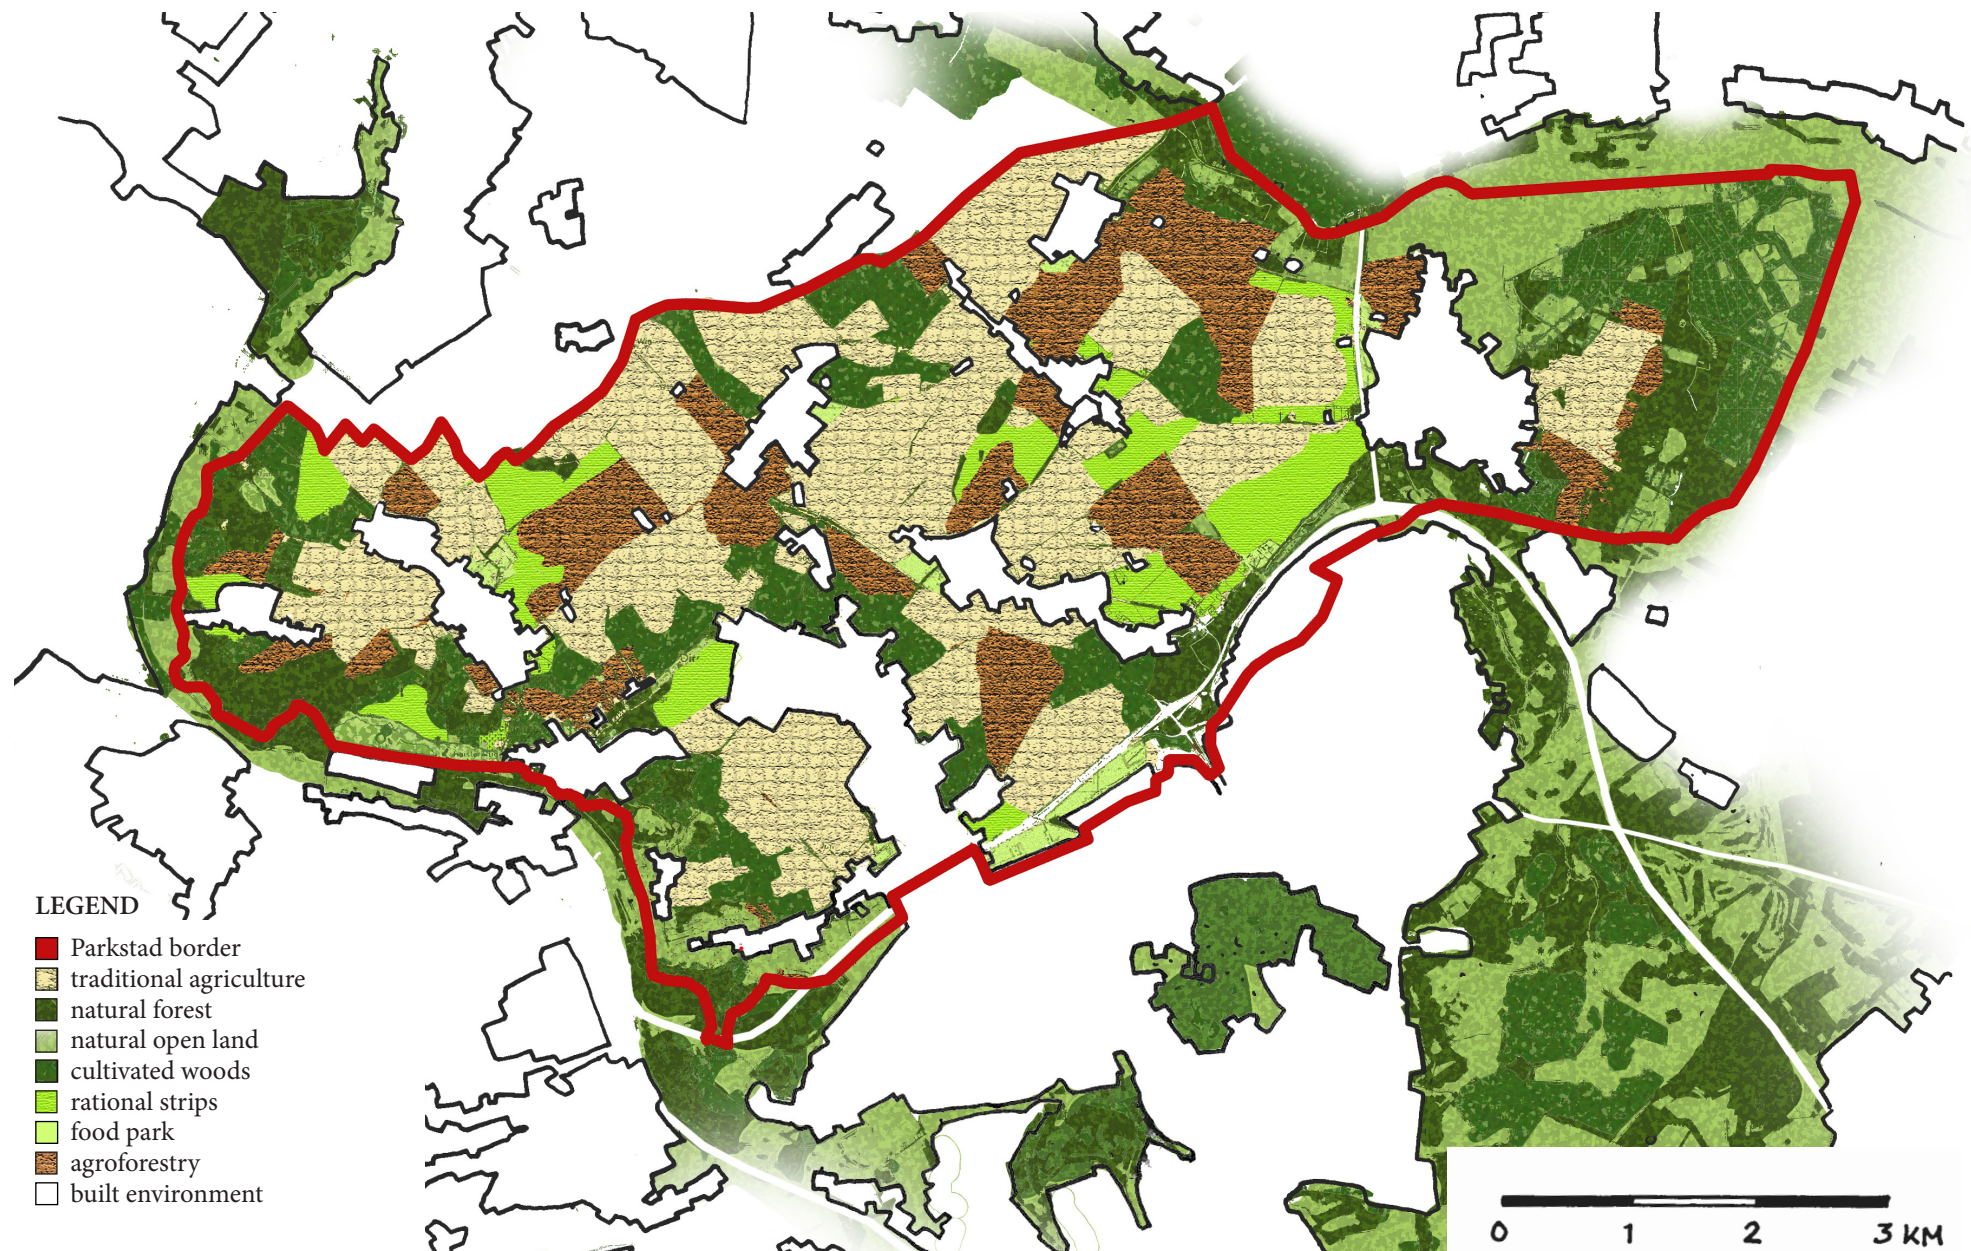 LEGEND
Parkstad border
traditional agriculture
natural forest
natural open land
cultivated woods
rational strips
food park
agroforestry
built environment
0 1 2 3 KM